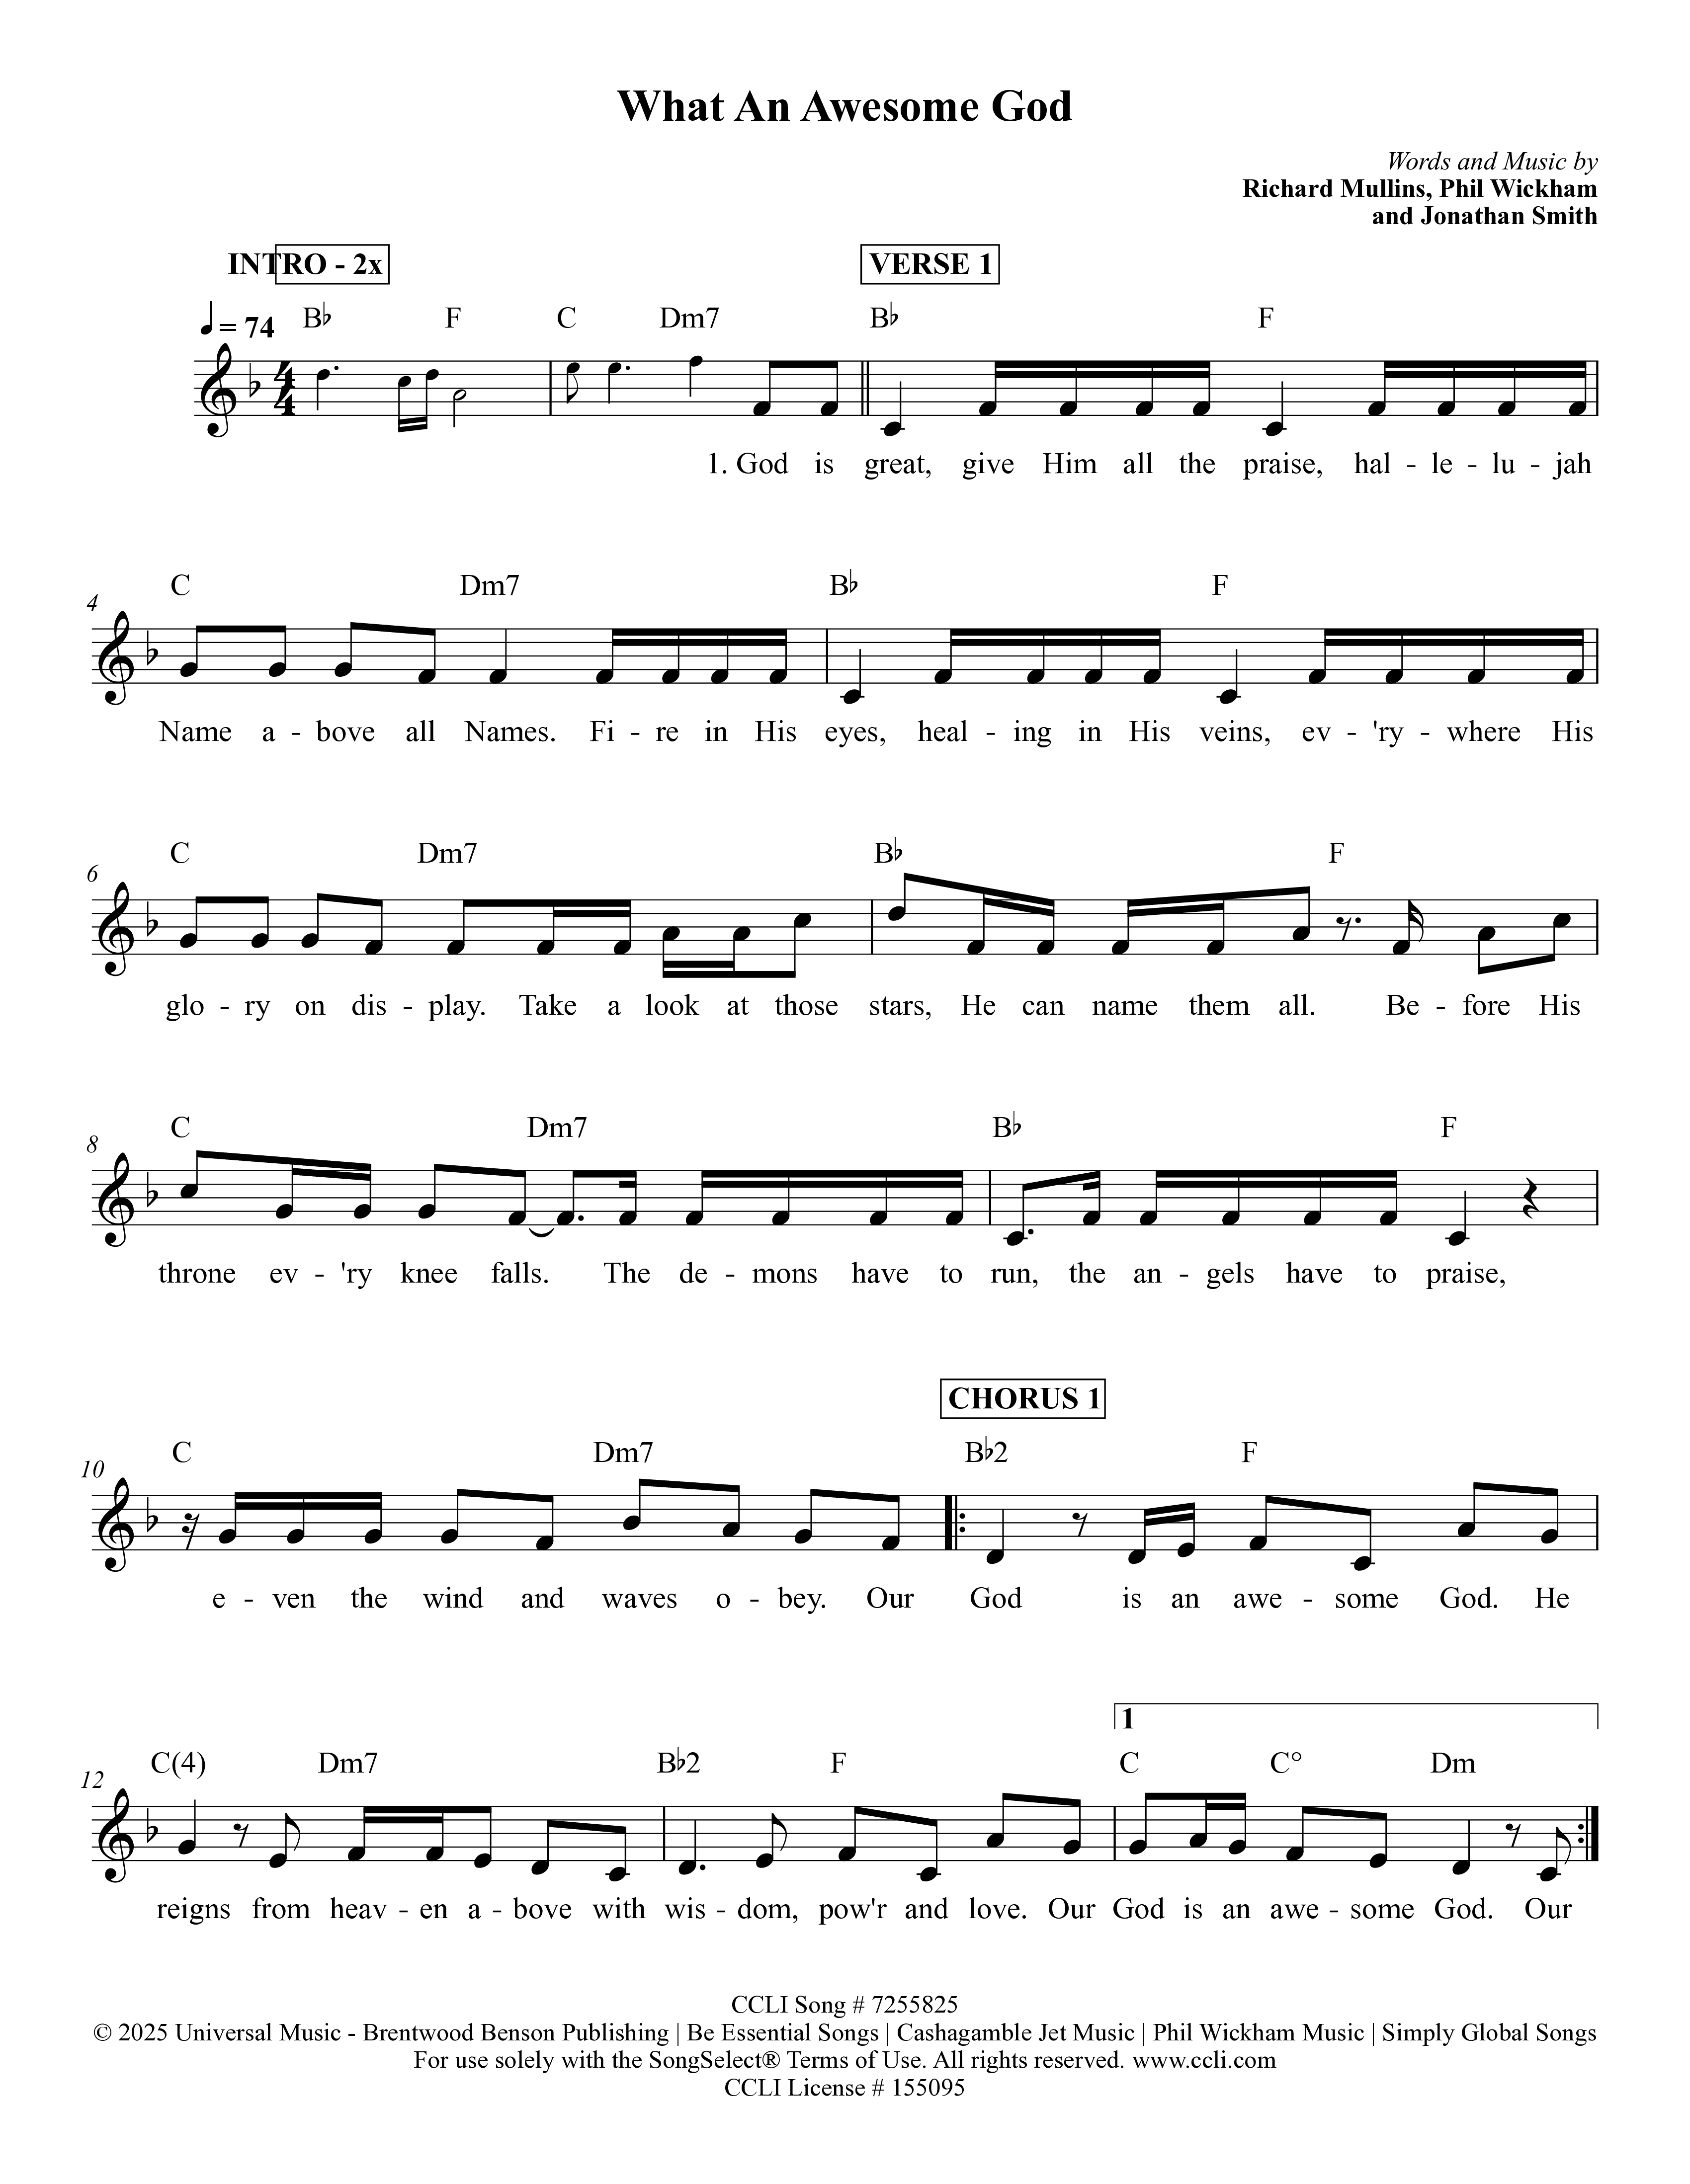 What An Awesome God
Words and Music by
Richard Mullins, Phil Wickham
and Jonathan Smith
INTRO - 2x
VERSE 1
= 74
B♭ F C Dm7 B♭ F
4
4
1. God is great, give Him all the praise, hal - le - lu - jah
C Dm7 B♭ F
4
Name a - bove all Names. Fi - re in His eyes, heal - ing in His veins, ev - 'ry - where His
C Dm7 B♭ F
6
glo - ry on dis - play. Take a look at those stars, He can name them all. Be - fore His
C Dm7 B♭ F
8
throne ev - 'ry knee falls. The de - mons have to run, the an - gels have to praise,
CHORUS 1
C Dm7 B♭2 F
10
e - ven the wind and waves o - bey. Our God is an awe - some God. He
1
C(4) Dm7 B♭2 F C C° Dm
12
reigns from heav - en a - bove with wis - dom, pow'r and love. Our God is an awe - some God. Our
CCLI Song # 7255825
© 2025 Universal Music - Brentwood Benson Publishing | Be Essential Songs | Cashagamble Jet Music | Phil Wickham Music | Simply Global Songs
For use solely with the SongSelect® Terms of Use. All rights reserved. www.ccli.com
CCLI License # 155095